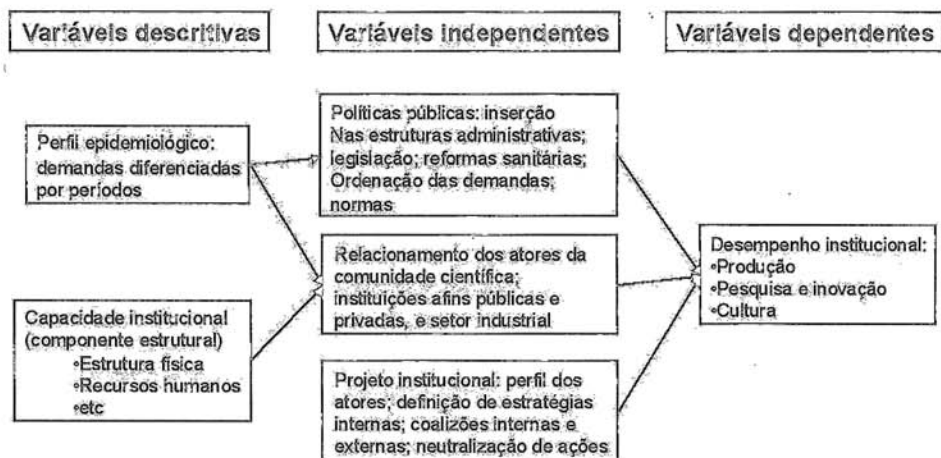 Variáveis descritivas
Variáveis independentes
Variáveis dependentes
Perfil epidemiológico:
demandas diferenciadas
por períodos
Políticas públicas: inserção
Nas estruturas administrativas;
legislação; reformas sanitárias;
Ordenação das demandas;
normas
Capacidade institucional
(componente estrutural)
•Estrutura física
•Recursos humanos
•etc
Relacionamento dos atores da
comunidade científica;
instituições afins públicas e
privadas, e setor industrial
Projeto institucional: perfil dos
atores; definição de estratégias
internas; coalizões internas e
externas; neutralização de ações
Desempenho institucional:
•Produção
•Pesquisa e inovação
•Cultura